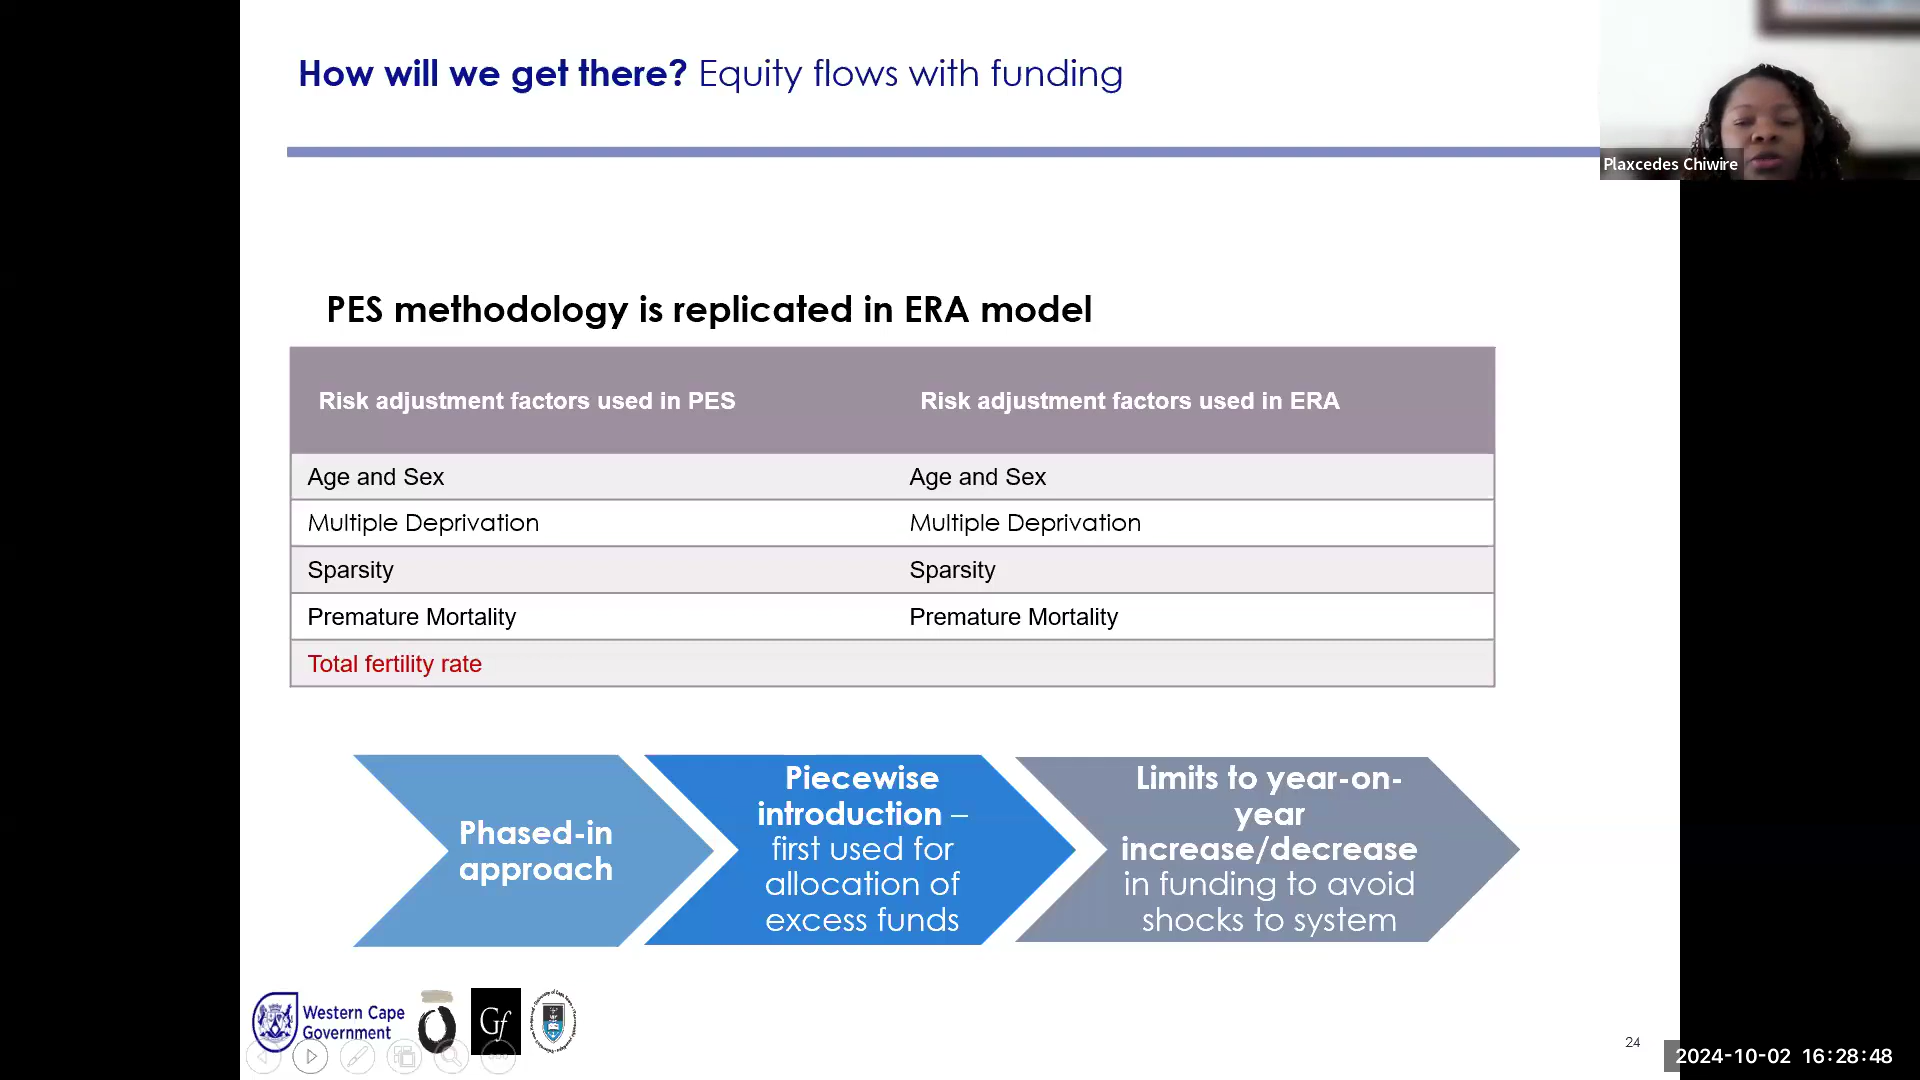 How will we get there? Equity flows with funding
Plaxcedes Chiwire
PES methodology is replicated in ERA model
Risk adjustment factors used in PES
Risk adjustment factors used in ERA
Age and Sex
Age and Sex
Multiple Deprivation
Multiple Deprivation
Sparsity
Sparsity
Premature Mortality
Premature Mortality
Total fertility rate
Phased-in
approach
Piecewise
introduction –
first used for
allocation of
excess funds
Limits to year-on-
year
increase/decrease
in funding to avoid
shocks to system
Western Cape
Government
Gf
24
2024-10-02 16:28:48